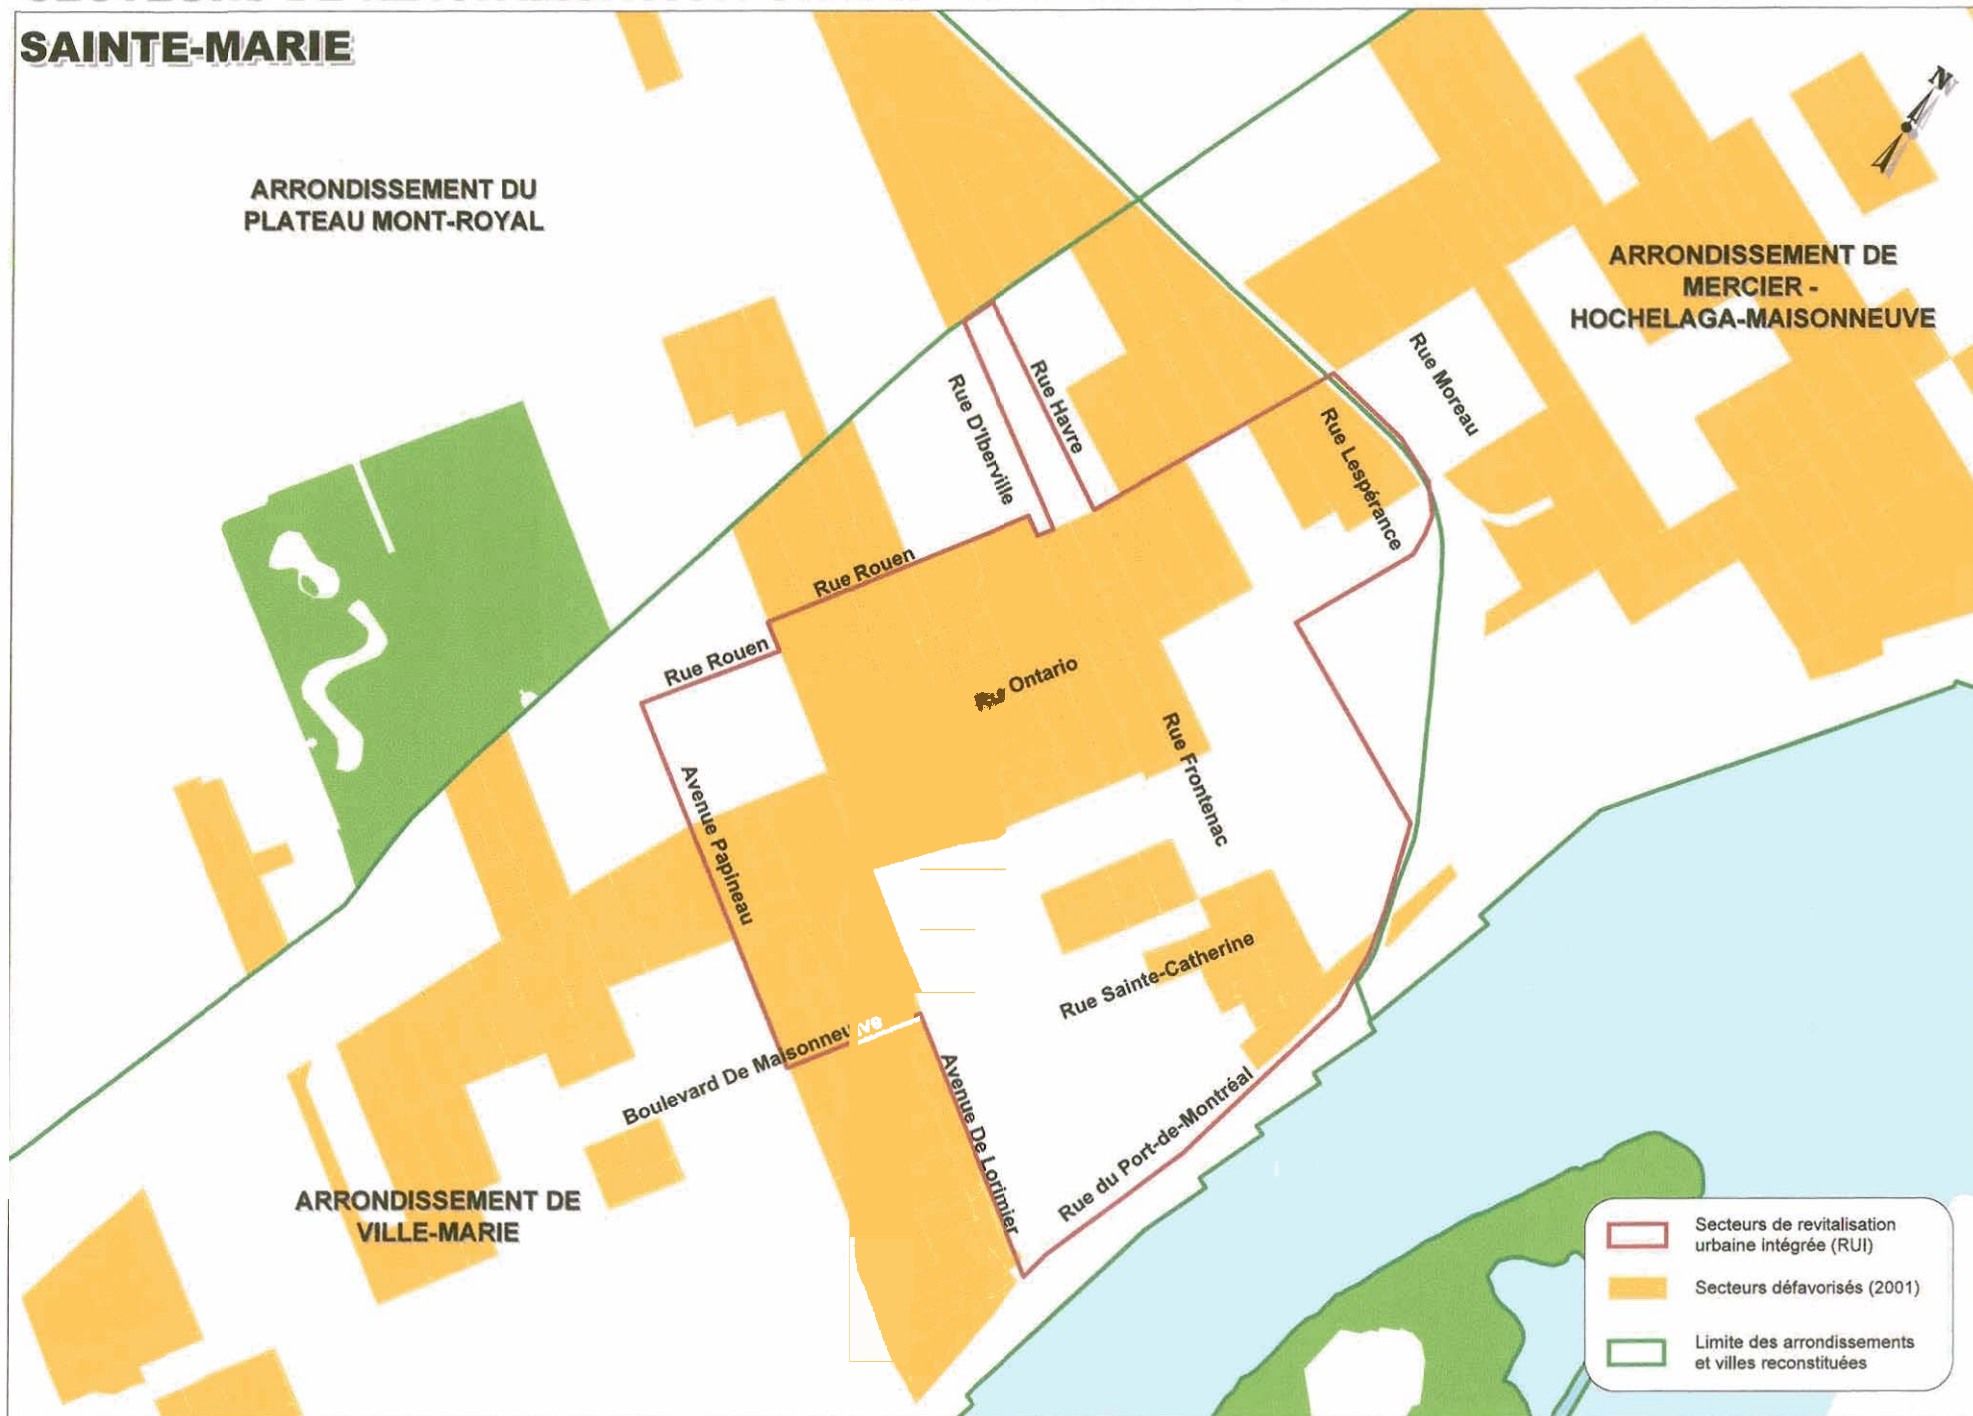 SAINTE-MARIE
N
ARRONDISSEMENT DU
PLATEAU MONT-ROYAL
ARRONDISSEMENT DE
MERCIER -
HOCHELAGA-MAISONNEUVE
Rue Moreau
Rue Havre
Rue D'Iberville
Rue Lespérance
Rue Rouen
Rue Rouen
Ontario
Rue Frontenac
Avenue Papineau
Rue Sainte-Catherine
Boulevard De Maisonneuve
Avenue De Lorimier
Rue du Port-de-Montréal
ARRONDISSEMENT DE
VILLE-MARIE
Secteurs de revitalisation
urbaine intégrée (RUI)
Secteurs défavorisés (2001)
Limite des arrondissements
et villes reconstituées